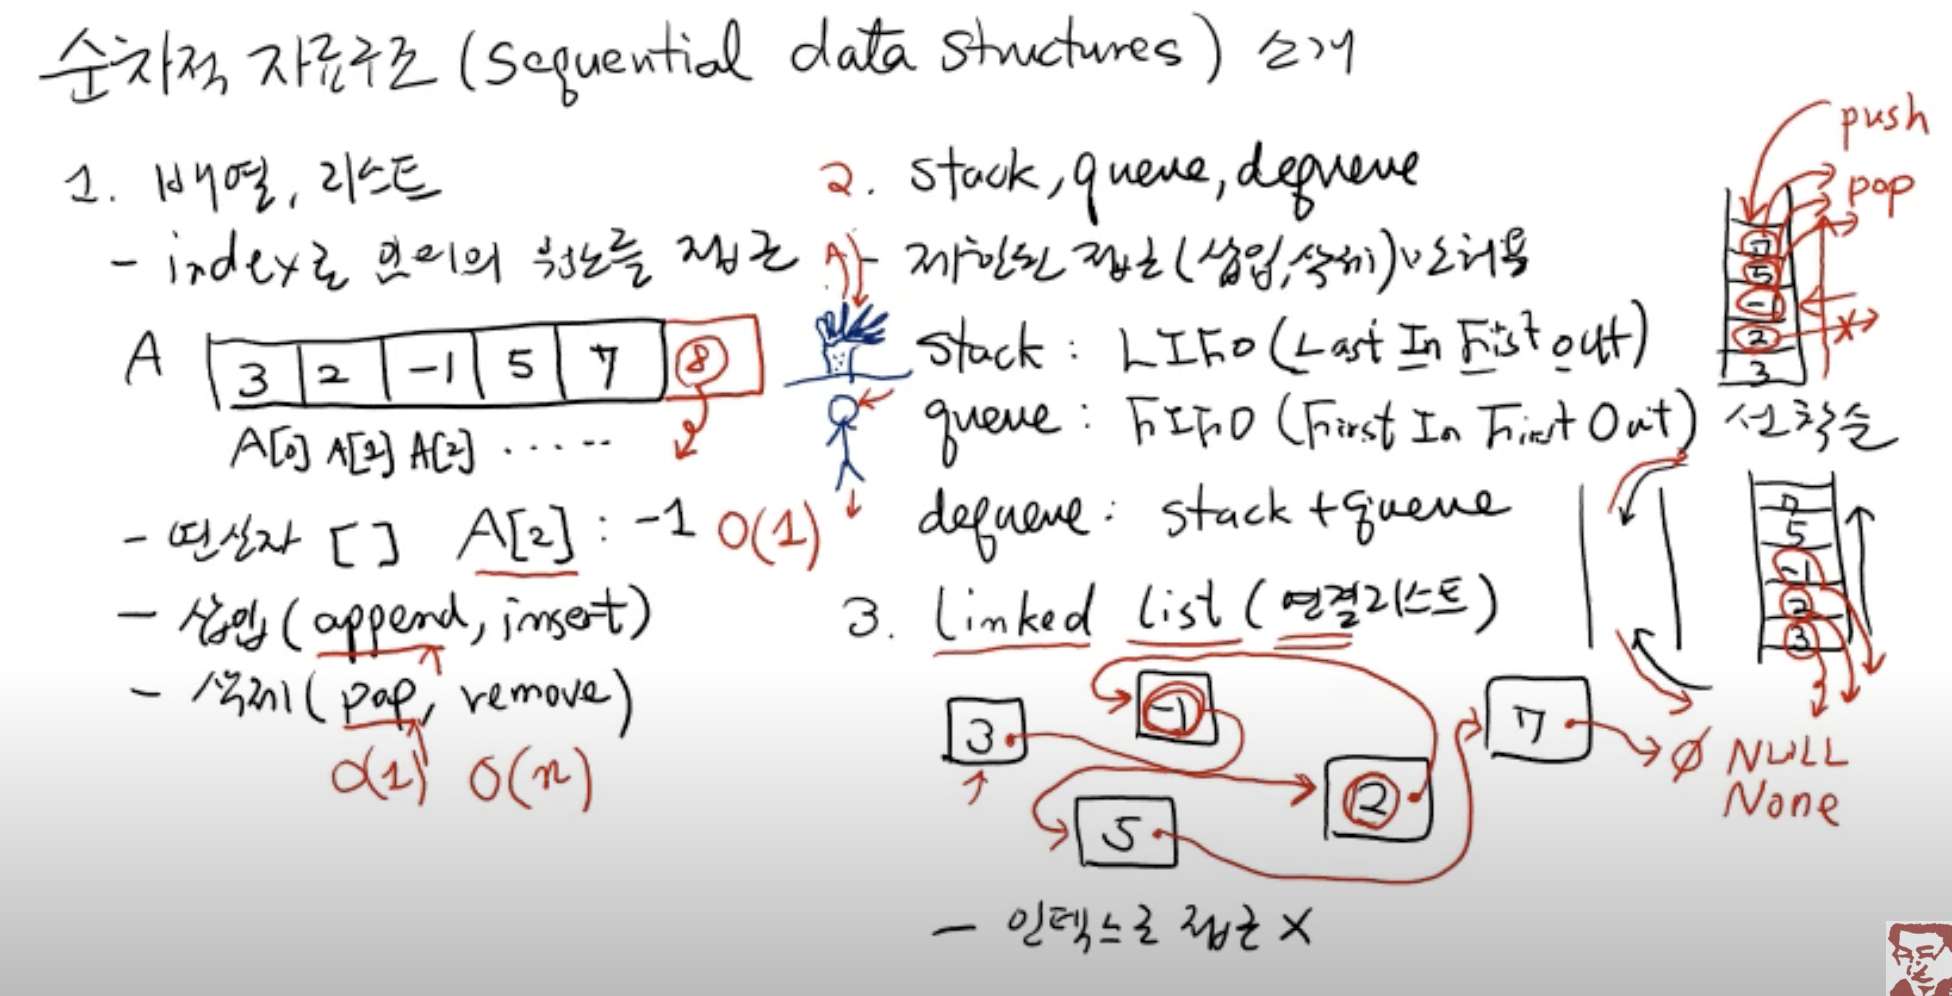 순차적 자료구조 (Sequential data structures) 소개
1. 배열, 리스트
- index로 임의의 원소를 접근
A
3 2 -1 5 7 8
A[0] A[1] A[2] ......
- 연산자 [ ] A[2] : -1 O(1)
- 삽입 (append, insert)
- 삭제 (pop, remove)
O(1) O(n)
2. stack, queue, dequeue
- 제한된 접근 (삽입, 삭제)만 허용
stack : LIFO (Last In First Out)
queue : FIFO (First In First Out)
선착순
dequeue : stack + queue
push
pop
7
5
-1
2
3
7
5
-1
2
3
3. Linked List (연결리스트)
3 -1 7
5 2
∅ NULL
None
- 인덱스로 접근 X